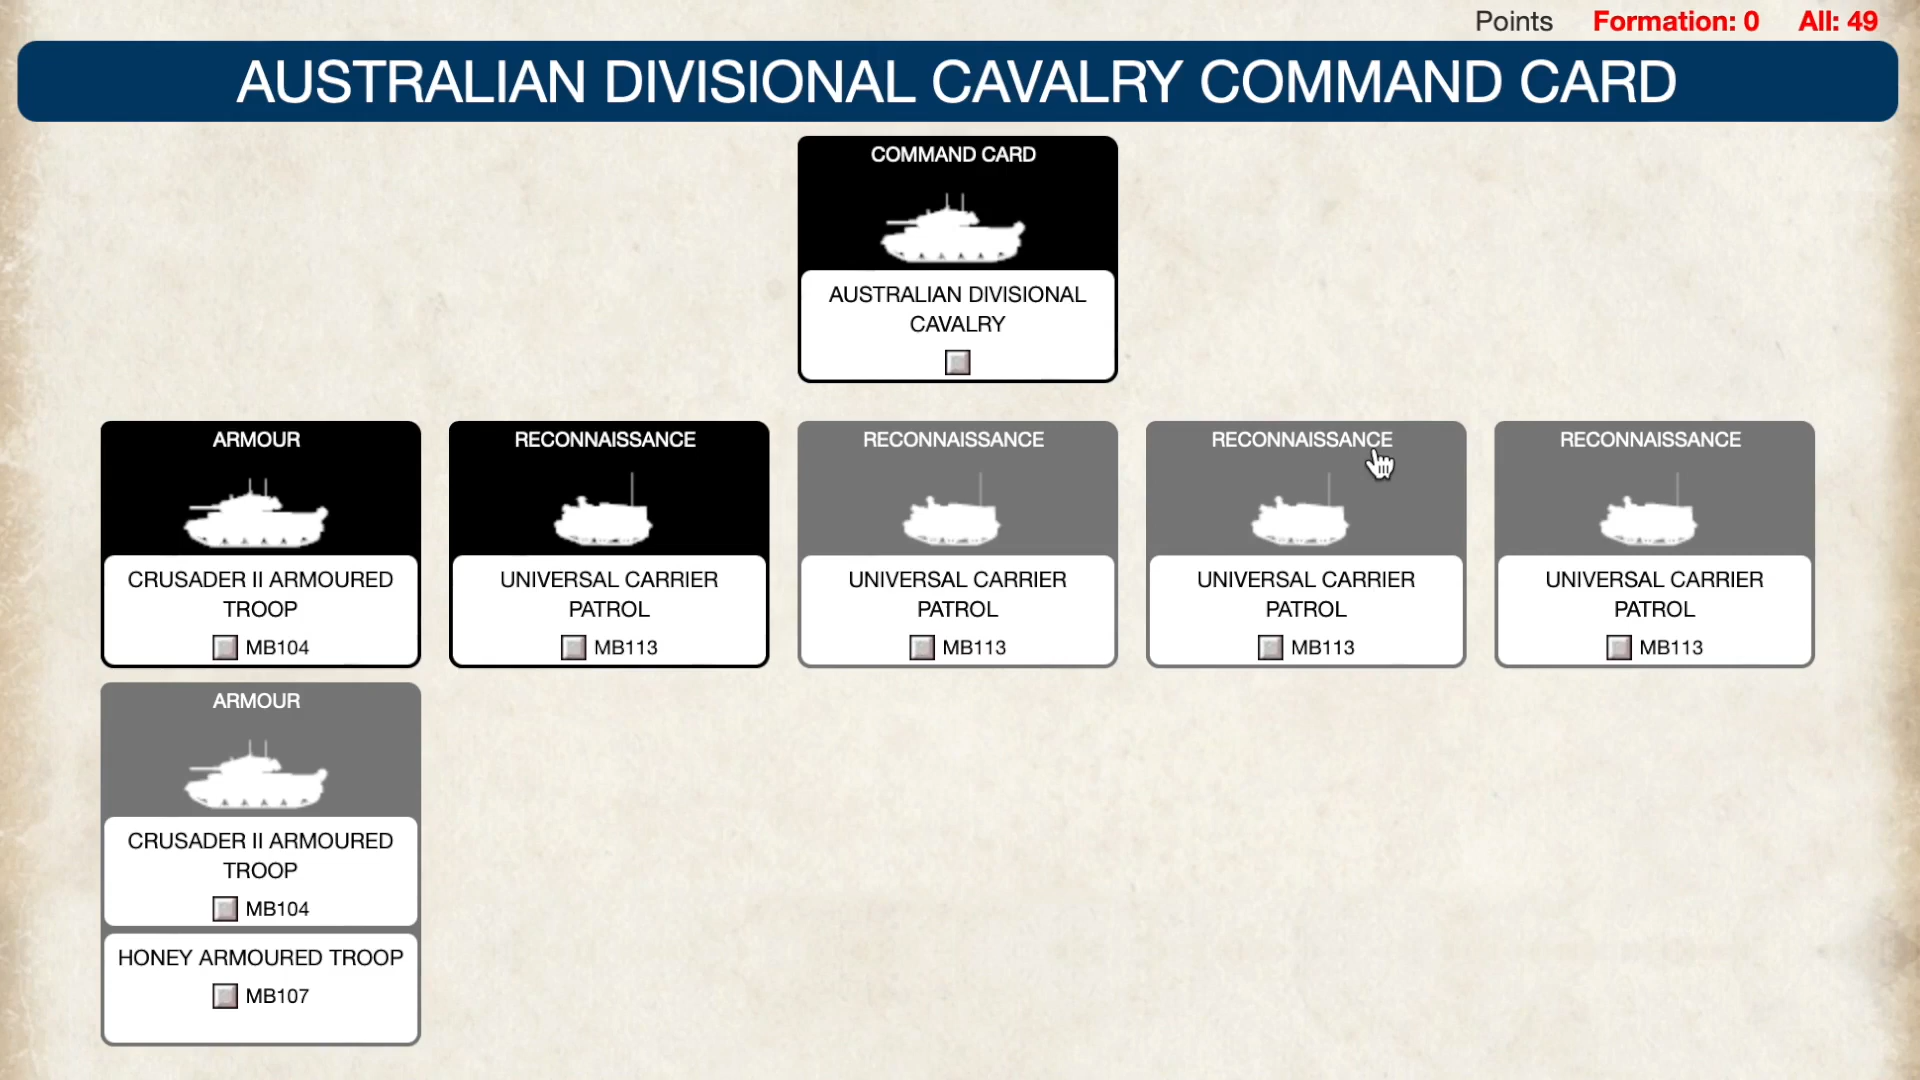 Points Formation: 0 All: 49
AUSTRALIAN DIVISIONAL CAVALRY COMMAND CARD
COMMAND CARD
AUSTRALIAN DIVISIONAL
CAVALRY
ARMOUR
CRUSADER II ARMOURED
TROOP
MB104
RECONNAISSANCE
UNIVERSAL CARRIER
PATROL
MB113
RECONNAISSANCE
UNIVERSAL CARRIER
PATROL
MB113
RECONNAISSANCE
UNIVERSAL CARRIER
PATROL
MB113
RECONNAISSANCE
UNIVERSAL CARRIER
PATROL
MB113
ARMOUR
CRUSADER II ARMOURED
TROOP
MB104
HONEY ARMOURED TROOP
MB107